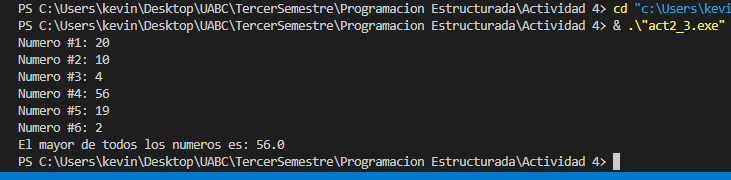 PS C:\Users\kevin\Desktop\UABC\TercerSemestre\Programacion Estructurada\Actividad 4> cd "c:\Users\kevi
PS C:\Users\kevin\Desktop\UABC\TercerSemestre\Programacion Estructurada\Actividad 4> & .\"act2_3.exe"
Numero #1: 20
Numero #2: 10
Numero #3: 4
Numero #4: 56
Numero #5: 19
Numero #6: 2
El mayor de todos los numeros es: 56.0
PS C:\Users\kevin\Desktop\UABC\TercerSemestre\Programacion Estructurada\Actividad 4>